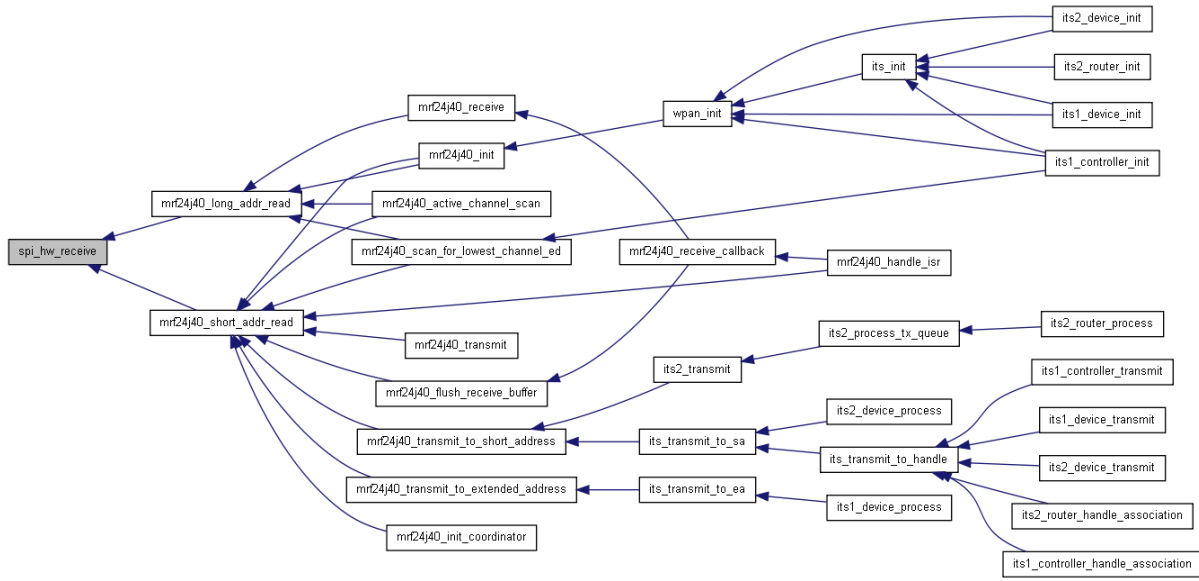 spi_hw_receive
mrf24j40_long_addr_read
mrf24j40_short_addr_read
mrf24j40_receive
mrf24j40_init
mrf24j40_active_channel_scan
mrf24j40_scan_for_lowest_channel_ed
mrf24j40_transmit
mrf24j40_flush_receive_buffer
mrf24j40_transmit_to_short_address
mrf24j40_transmit_to_extended_address
mrf24j40_init_coordinator
wpan_init
mrf24j40_receive_callback
its2_transmit
its_transmit_to_sa
its_transmit_to_ea
its_init
mrf24j40_handle_isr
its2_process_tx_queue
its2_device_process
its_transmit_to_handle
its1_device_process
its2_device_init
its2_router_init
its1_device_init
its1_controller_init
its2_router_process
its1_controller_transmit
its1_device_transmit
its2_device_transmit
its2_router_handle_association
its1_controller_handle_association